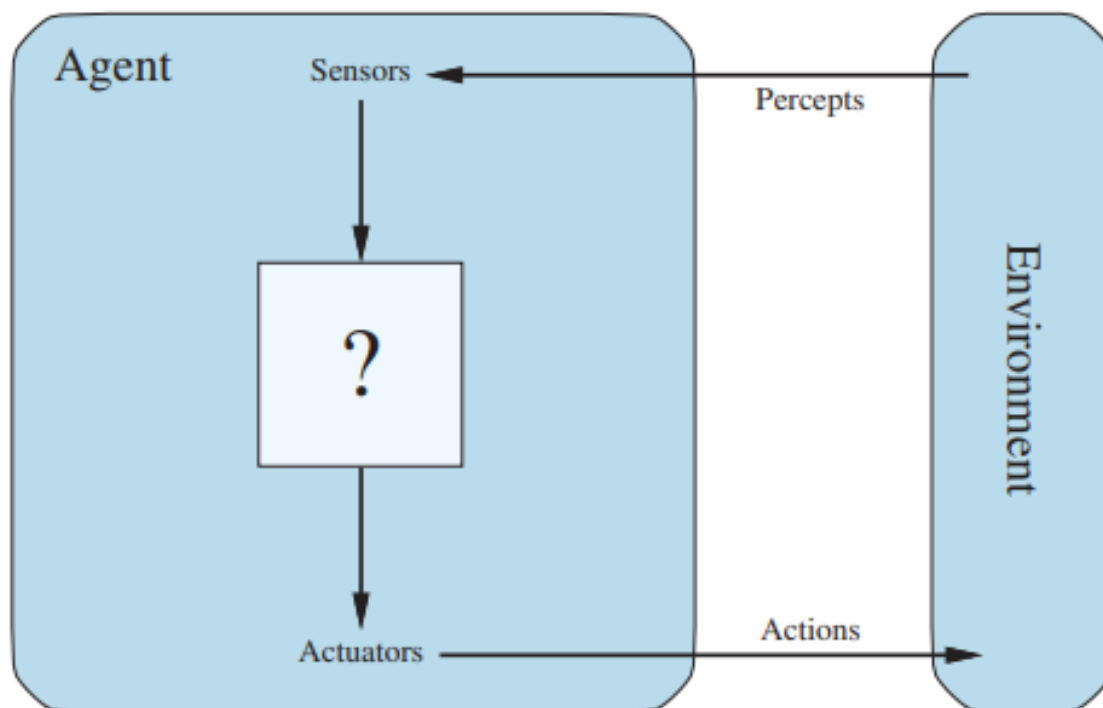 Agent
Sensors
Percepts
?
Environment
Actions
Actuators